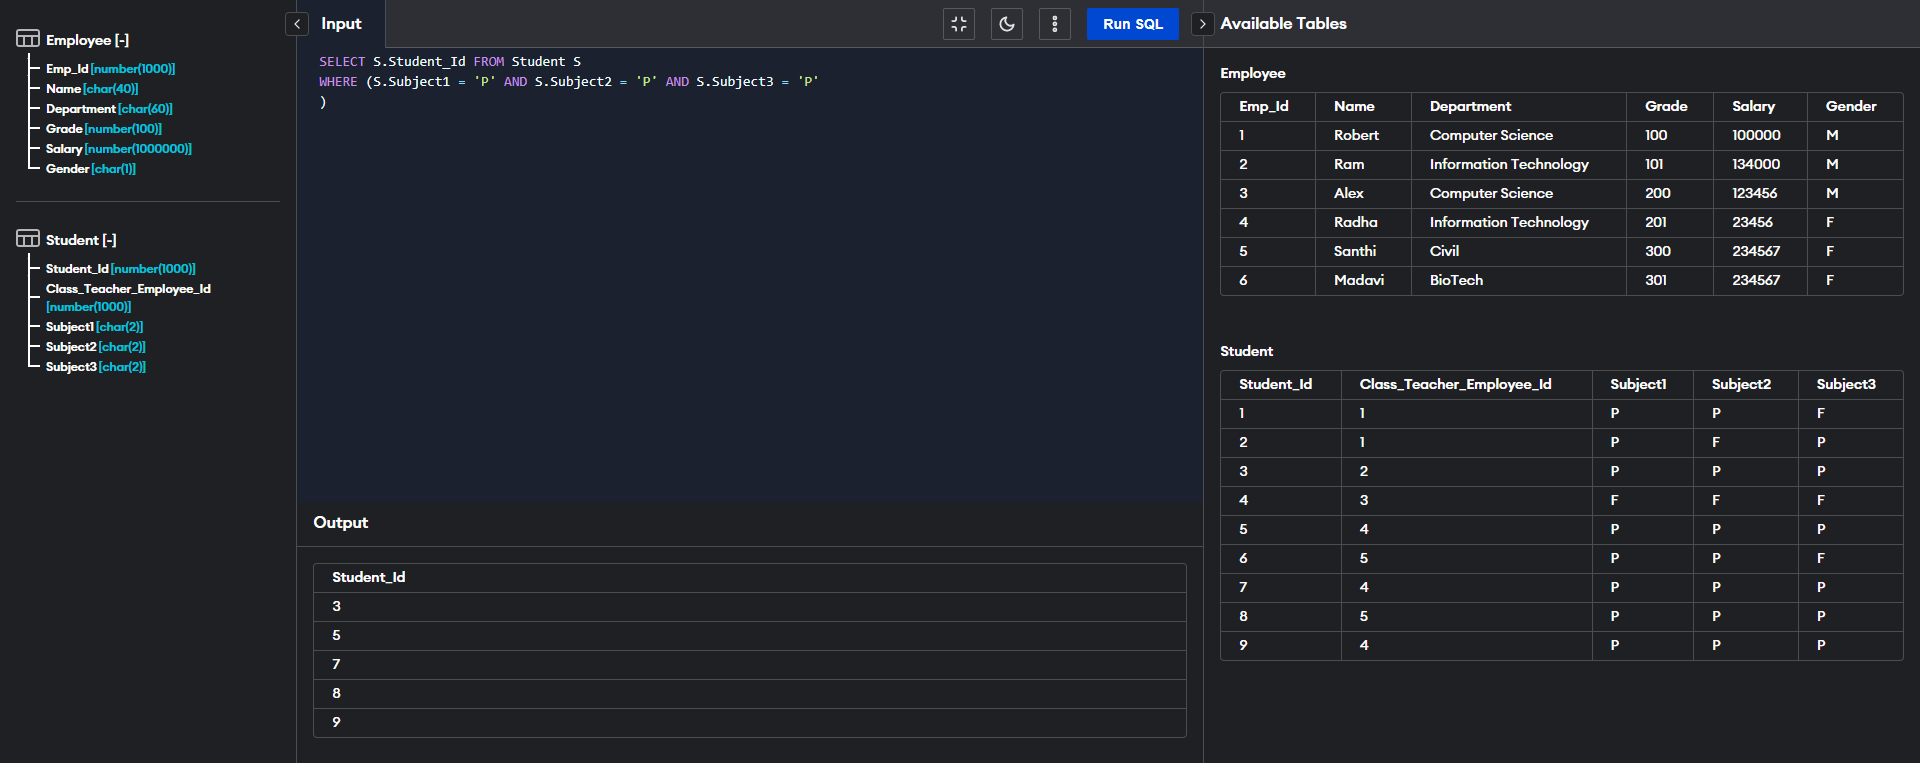 Employee [-]
Emp_Id [number(1000)]
Name [char(40)]
Department [char(60)]
Grade [number(100)]
Salary [number(1000000)]
Gender [char(1)]
Student [-]
Student_Id [number(1000)]
Class_Teacher_Employee_Id
[number(1000)]
Subject1 [char(2)]
Subject2 [char(2)]
Subject3 [char(2)]
Input
Run SQL
SELECT S.Student_Id FROM Student S
WHERE (S.Subject1 = 'P' AND S.Subject2 = 'P' AND S.Subject3 = 'P'
)
Output
Student_Id
3
5
7
8
9
Available Tables
Employee
Emp_Id Name Department Grade Salary Gender
1 Robert Computer Science 100 100000 M
2 Ram Information Technology 101 134000 M
3 Alex Computer Science 200 123456 M
4 Radha Information Technology 201 23456 F
5 Santhi Civil 300 234567 F
6 Madavi BioTech 301 234567 F
Student
Student_Id Class_Teacher_Employee_Id Subject1 Subject2 Subject3
1 1 P P F
2 1 P F P
3 2 P P P
4 3 F F F
5 4 P P P
6 5 P P F
7 4 P P P
8 5 P P P
9 4 P P P